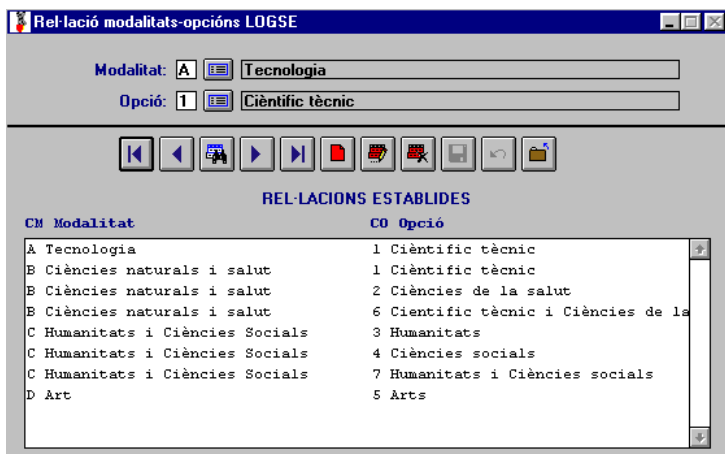 Rel·lació modalitats-opcións LOGSE
Modalitat: A Tecnologia
Opció: 1 Cièntific tècnic
REL·LACIONS ESTABLIDES
CM Modalitat CO Opció
A Tecnologia 1 Cièntific tècnic
B Ciències naturals i salut 1 Cièntific tècnic
B Ciències naturals i salut 2 Ciències de la salut
B Ciències naturals i salut 6 Cientific tècnic i Ciències de la
C Humanitats i Ciències Socials 3 Humanitats
C Humanitats i Ciències Socials 4 Ciències socials
C Humanitats i Ciències Socials 7 Humanitats i Ciències socials
D Art 5 Arts